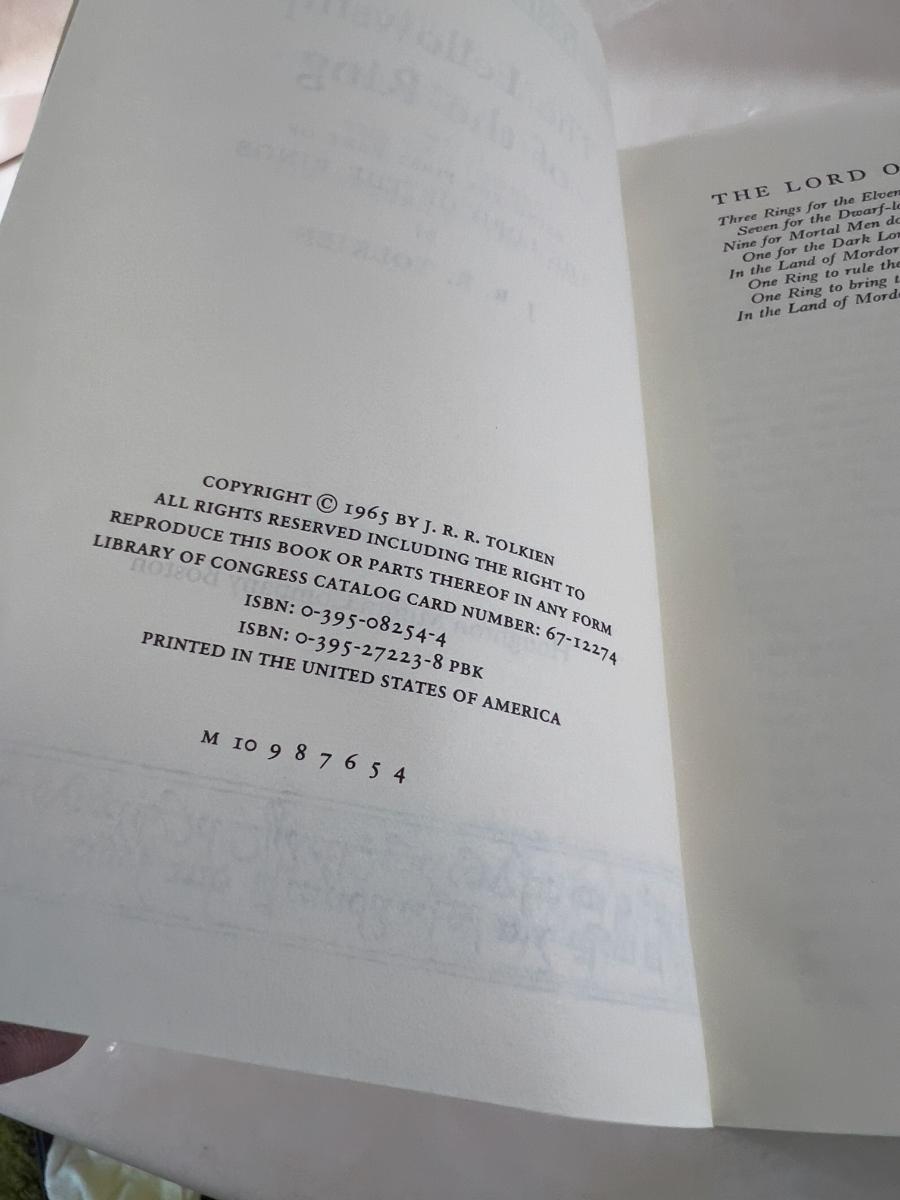 COPYRIGHT © 1965 BY J. R. R. TOLKIEN
ALL RIGHTS RESERVED INCLUDING THE RIGHT TO
REPRODUCE THIS BOOK OR PARTS THEREOF IN ANY FORM
LIBRARY OF CONGRESS CATALOG CARD NUMBER: 67-12274
ISBN: 0-395-08254-4
ISBN: 0-395-27223-8 PBK
PRINTED IN THE UNITED STATES OF AMERICA
M 10 9 8 7 6 5 4
THE LORD O
Three Rings for the Elven
Seven for the Dwarf-l
Nine for Mortal Men do
One for the Dark Lo
In the Land of Mordor
One Ring to rule the
One Ring to bring t
In the Land of Mord